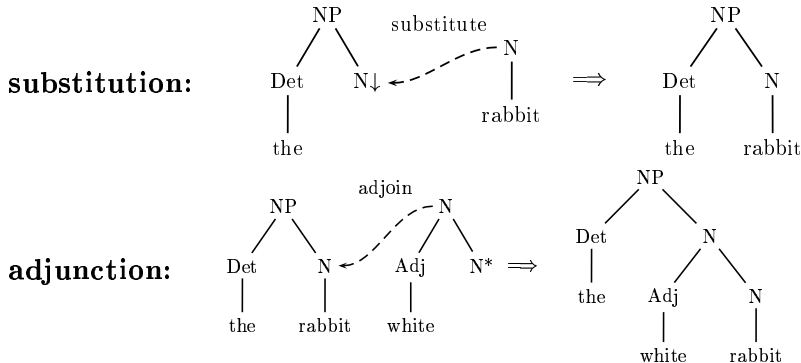 NP NP
substitute
N
substitution: Det N↓ ⟹ Det N
rabbit
the the rabbit
NP
adjoin
NP N
Det N
adjunction: Det N Adj N* ⟹
the Adj N
the rabbit white
white rabbit